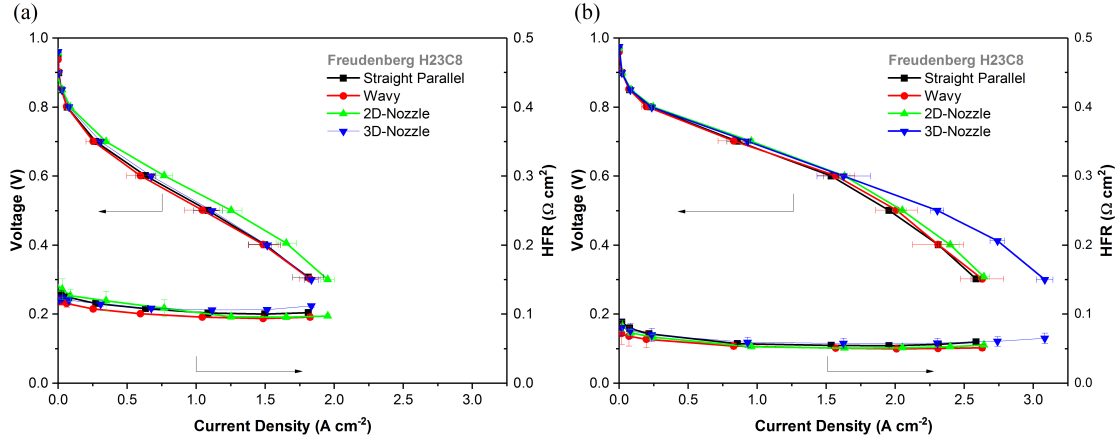 (a)
(b)
1.0
0.8
0.6
0.4
0.2
0.0
Voltage (V)
0.5
0.4
0.3
0.2
0.1
0.0
HFR (Ω cm²)
Freudenberg H23C8
Straight Parallel
Wavy
2D-Nozzle
3D-Nozzle
0.0 0.5 1.0 1.5 2.0 2.5 3.0
Current Density (A cm⁻²)
1.0
0.8
0.6
0.4
0.2
0.0
Voltage (V)
0.5
0.4
0.3
0.2
0.1
0.0
HFR (Ω cm²)
Freudenberg H23C8
Straight Parallel
Wavy
2D-Nozzle
3D-Nozzle
0.0 0.5 1.0 1.5 2.0 2.5 3.0
Current Density (A cm⁻²)